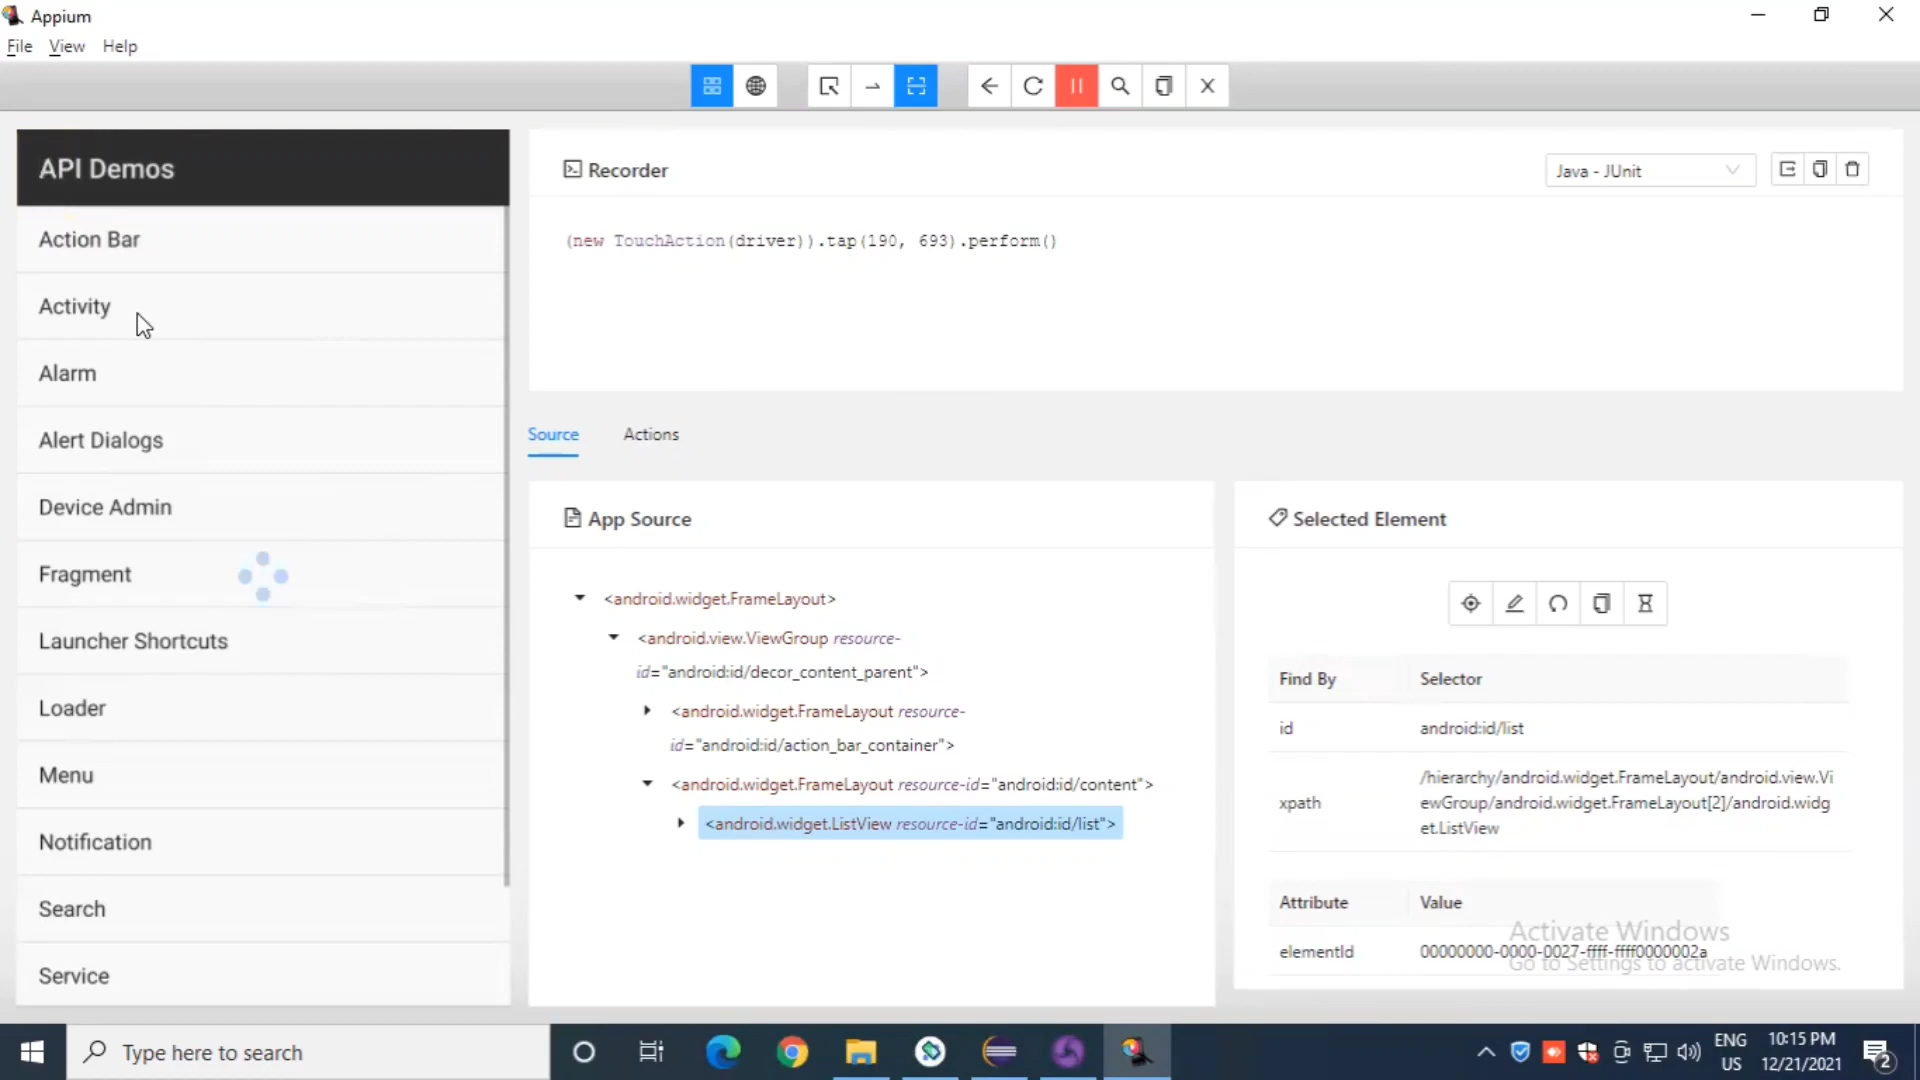 Appium
File View Help
API Demos
Action Bar
Activity
Alarm
Alert Dialogs
Device Admin
Fragment
Launcher Shortcuts
Loader
Menu
Notification
Search
Service
Recorder
Java - JUnit
(new TouchAction(driver)).tap(190, 693).perform()
Source Actions
App Source
<android.widget.FrameLayout>
<android.view.ViewGroup resource-
id="android:id/decor_content_parent">
<android.widget.FrameLayout resource-
id="android:id/action_bar_container">
<android.widget.FrameLayout resource-id="android:id/content">
<android.widget.ListView resource-id="android:id/list">
Selected Element
Find By Selector
id android:id/list
xpath /hierarchy/android.widget.FrameLayout/android.view.Vi
ewGroup/android.widget.FrameLayout[2]/android.widg
et.ListView
Attribute Value
elementId 00000000-0000-0027-ffff-ffff0000002a
Activate Windows
Go to Settings to activate Windows.
Type here to search
ENG
US
10:15 PM
12/21/2021
2